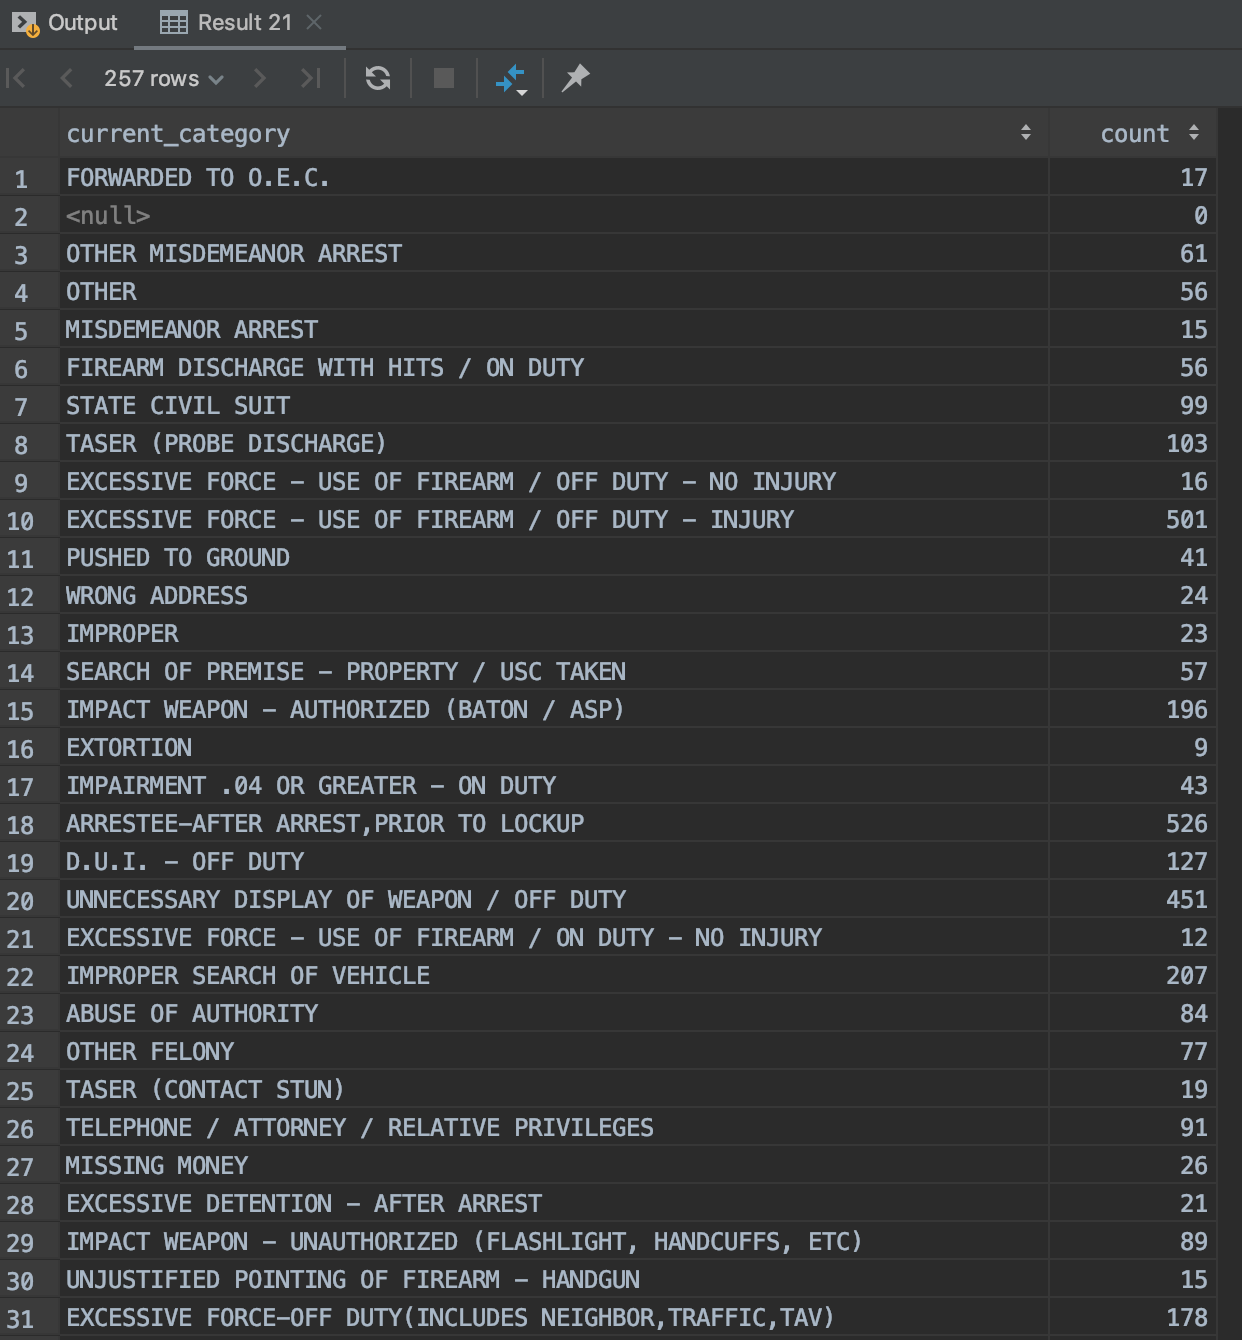 Output Result 21
257 rows
current_category count
1 FORWARDED TO O.E.C. 17
2 <null> 0
3 OTHER MISDEMEANOR ARREST 61
4 OTHER 56
5 MISDEMEANOR ARREST 15
6 FIREARM DISCHARGE WITH HITS / ON DUTY 56
7 STATE CIVIL SUIT 99
8 TASER (PROBE DISCHARGE) 103
9 EXCESSIVE FORCE – USE OF FIREARM / OFF DUTY – NO INJURY 16
10 EXCESSIVE FORCE – USE OF FIREARM / OFF DUTY – INJURY 501
11 PUSHED TO GROUND 41
12 WRONG ADDRESS 24
13 IMPROPER 23
14 SEARCH OF PREMISE – PROPERTY / USC TAKEN 57
15 IMPACT WEAPON – AUTHORIZED (BATON / ASP) 196
16 EXTORTION 9
17 IMPAIRMENT .04 OR GREATER – ON DUTY 43
18 ARRESTEE–AFTER ARREST,PRIOR TO LOCKUP 526
19 D.U.I. – OFF DUTY 127
20 UNNECESSARY DISPLAY OF WEAPON / OFF DUTY 451
21 EXCESSIVE FORCE – USE OF FIREARM / ON DUTY – NO INJURY 12
22 IMPROPER SEARCH OF VEHICLE 207
23 ABUSE OF AUTHORITY 84
24 OTHER FELONY 77
25 TASER (CONTACT STUN) 19
26 TELEPHONE / ATTORNEY / RELATIVE PRIVILEGES 91
27 MISSING MONEY 26
28 EXCESSIVE DETENTION – AFTER ARREST 21
29 IMPACT WEAPON – UNAUTHORIZED (FLASHLIGHT, HANDCUFFS, ETC) 89
30 UNJUSTIFIED POINTING OF FIREARM – HANDGUN 15
31 EXCESSIVE FORCE–OFF DUTY(INCLUDES NEIGHBOR,TRAFFIC,TAV) 178